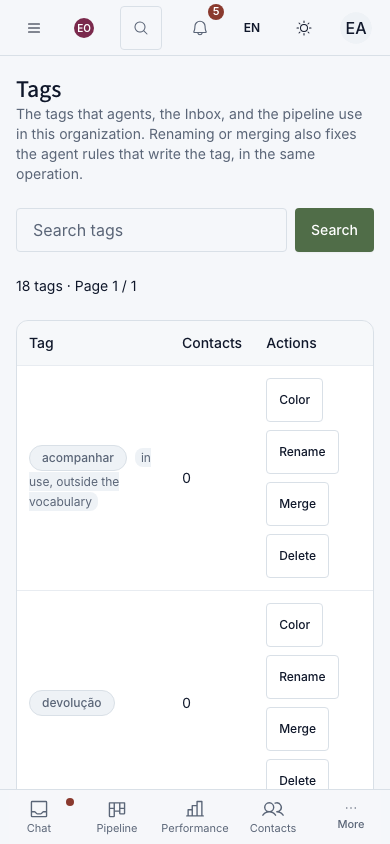 EO
5
EN
EA
Tags
The tags that agents, the Inbox, and the pipeline use
in this organization. Renaming or merging also fixes
the agent rules that write the tag, in the same
operation.
Search tags
Search
18 tags · Page 1 / 1
Tag Contacts Actions
acompanhar in
use, outside the
vocabulary
0
Color
Rename
Merge
Delete
devolução
0
Color
Rename
Merge
Delete
Chat
Pipeline
Performance
Contacts
More